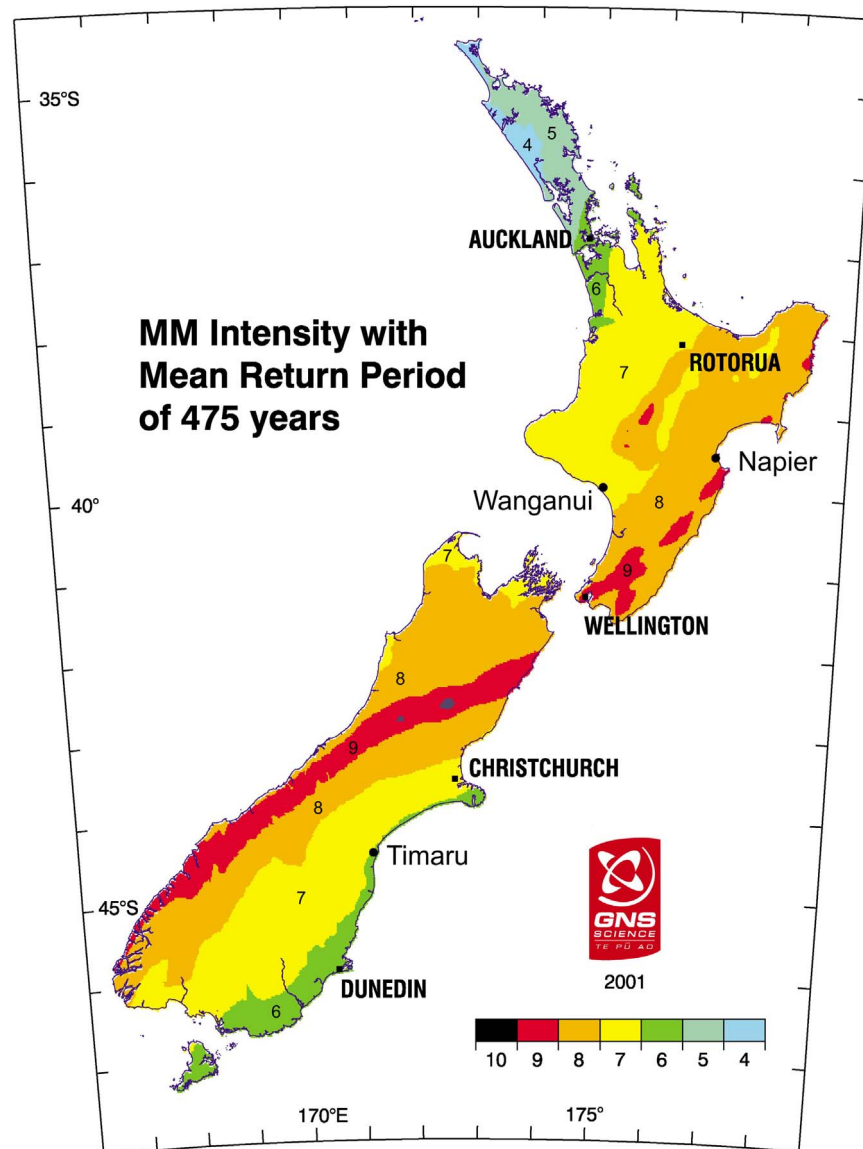 35°S
4
5
AUCKLAND
6
MM Intensity with
Mean Return Period
of 475 years
7
ROTORUA
Napier
Wanganui
8
40°
7
9
WELLINGTON
8
9
CHRISTCHURCH
8
Timaru
7
45°S
GNS
SCIENCE
TE PŪ AO
2001
DUNEDIN
6
10 9 8 7 6 5 4
170°E 175°